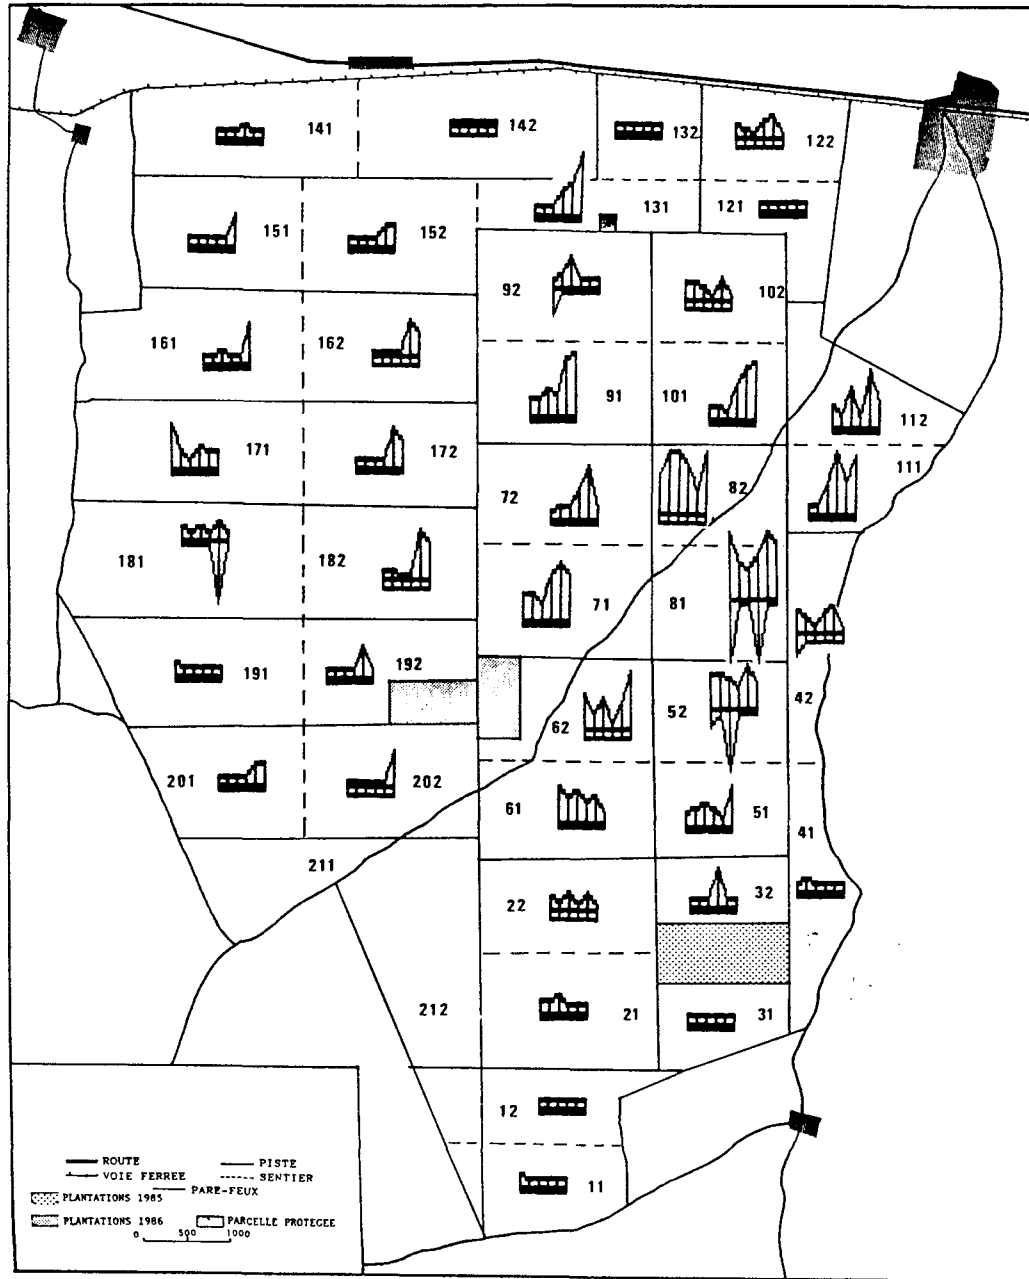 141 142 132 122
151 152 131 121
92 102
161 162
91 101 112
171 172 72 82 111
181 182 71 81
191 192 62 52 42
201 202 61 51 41
211
22 32
212 21 31
12
11
ROUTE PISTE
VOIE FERREE SENTIER
PARE-FEUX
PLANTATIONS 1985
PLANTATIONS 1986 PARCELLE PROTEGEE
0 500 1000